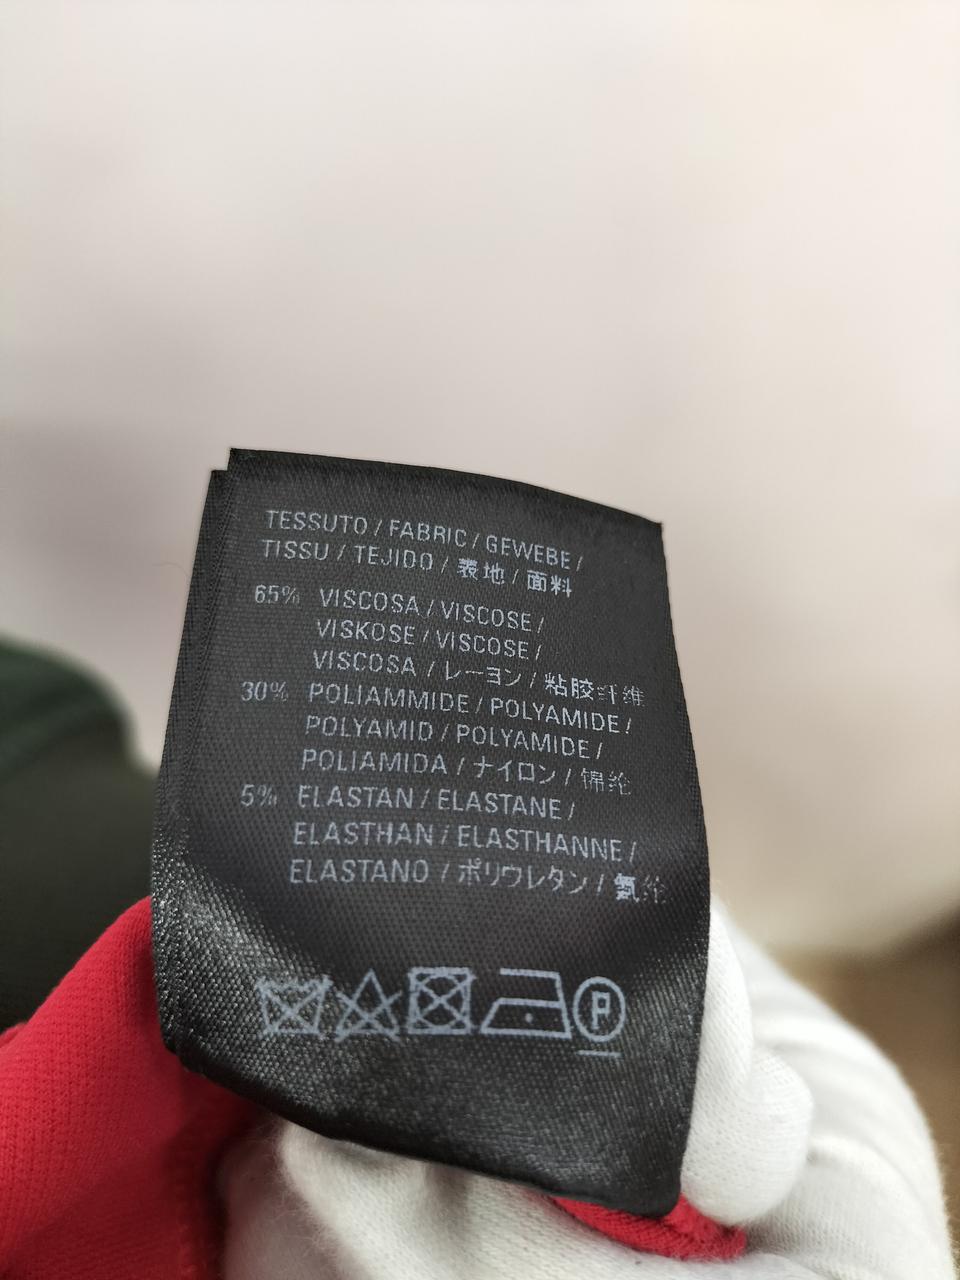 TESSUTO / FABRIC / GEWEBE /
TISSU / TEJIDO / 表地 / 面料
65% VISCOSA / VISCOSE /
VISKOSE / VISCOSE /
VISCOSA / レーヨン / 粘胶纤维
30% POLIAMMIDE / POLYAMIDE /
POLYAMID / POLYAMIDE /
POLIAMIDA / ナイロン / 锦纶
5% ELASTAN / ELASTANE /
ELASTHAN / ELASTHANNE /
ELASTANO / ポリウレタン / 氨纶
P